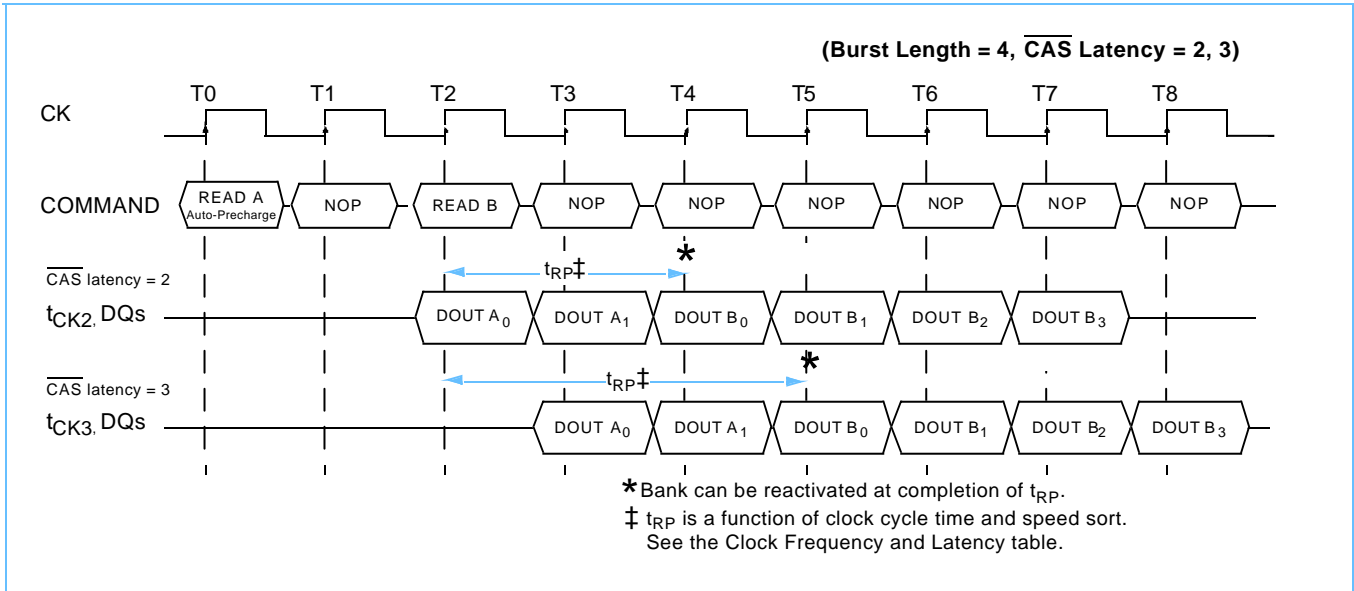 (Burst Length = 4, CAS Latency = 2, 3)
T0 T1 T2 T3 T4 T5 T6 T7 T8
CK
COMMAND
READ A
Auto-Precharge
NOP
READ B
NOP
NOP
NOP
NOP
NOP
NOP
*
tRP‡
CAS latency = 2
tCK2, DQs
DOUT A0 DOUT A1 DOUT B0 DOUT B1 DOUT B2 DOUT B3
*
tRP‡
CAS latency = 3
tCK3, DQs
DOUT A0 DOUT A1 DOUT B0 DOUT B1 DOUT B2 DOUT B3
* Bank can be reactivated at completion of tRP.
‡ tRP is a function of clock cycle time and speed sort.
See the Clock Frequency and Latency table.